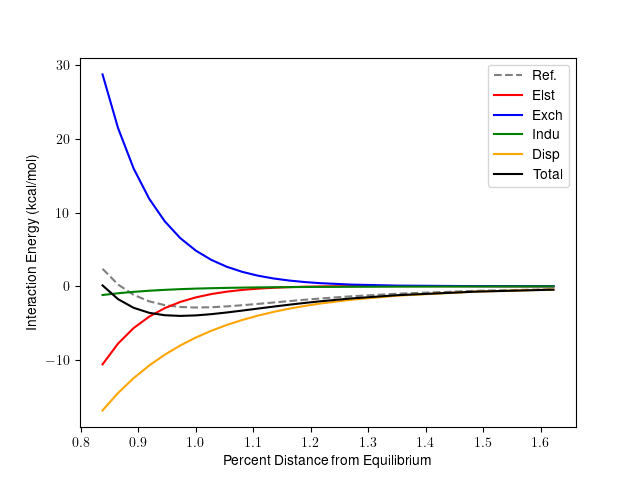 30
20
10
0
−10
0.8 0.9 1.0 1.1 1.2 1.3 1.4 1.5 1.6
Percent Distance from Equilibrium
Interaction Energy (kcal/mol)
Ref.
Elst
Exch
Indu
Disp
Total